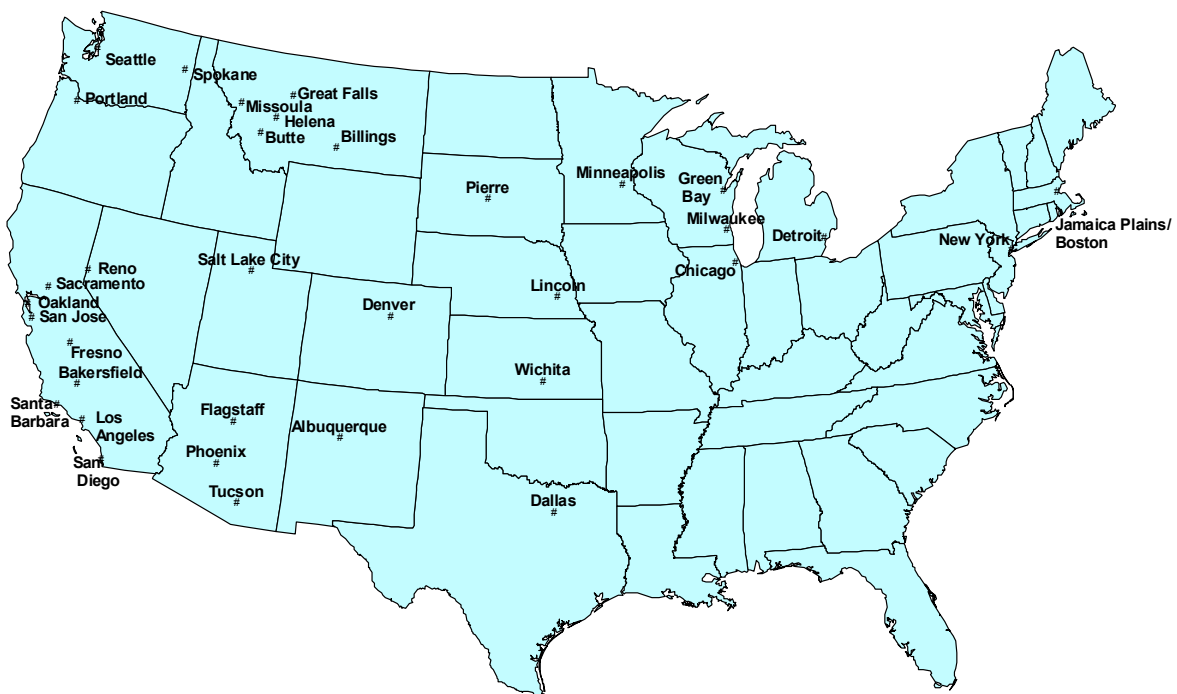 Seattle
Spokane
Portland
Great Falls
Missoula
Helena
Butte
Billings
Minneapolis
Pierre
Green
Bay
Milwaukee
Detroit
Jamaica Plains/
Boston
New York
Chicago
Reno
Salt Lake City
Sacramento
Oakland
San Jose
Lincoln
Denver
Fresno
Bakersfield
Wichita
Santa
Barbara
Los
Angeles
Flagstaff
Albuquerque
Phoenix
San
Diego
Tucson
Dallas